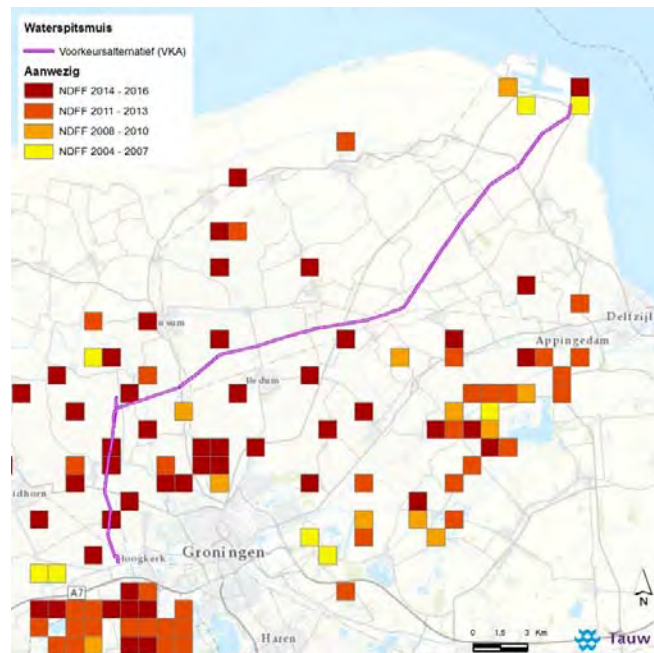 Waterspitsmuis
Voorkeursalternatief (VKA)
Aanwezig
NDFF 2014 - 2016
NDFF 2011 - 2013
NDFF 2008 - 2010
NDFF 2004 - 2007
Delfzijl
Appingedam
Bedum
Groningen
Hoogkerk
A7
Haren
N
0 1,5 3 Km
Tauw